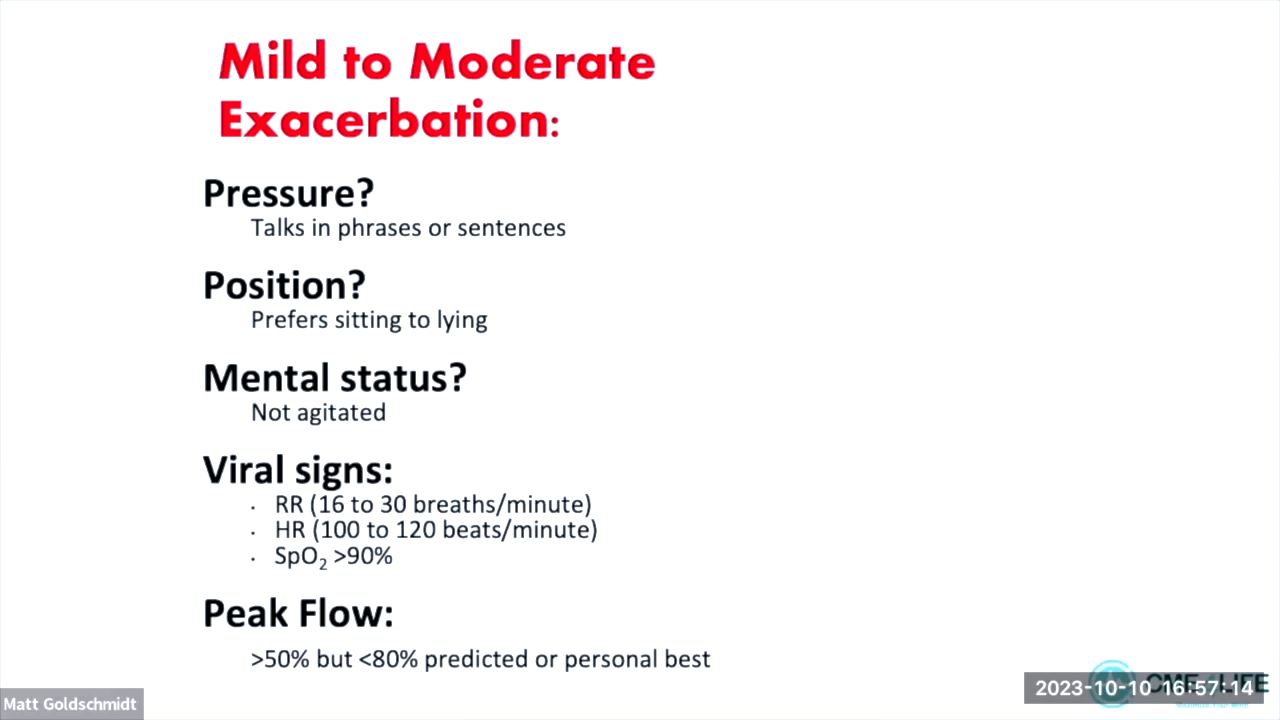 Mild to Moderate
Exacerbation:
Pressure?
Talks in phrases or sentences
Position?
Prefers sitting to lying
Mental status?
Not agitated
Viral signs:
· RR (16 to 30 breaths/minute)
· HR (100 to 120 beats/minute)
· SpO₂ >90%
Peak Flow:
>50% but <80% predicted or personal best
2023-10-10 16:57:14
Matt Goldschmidt